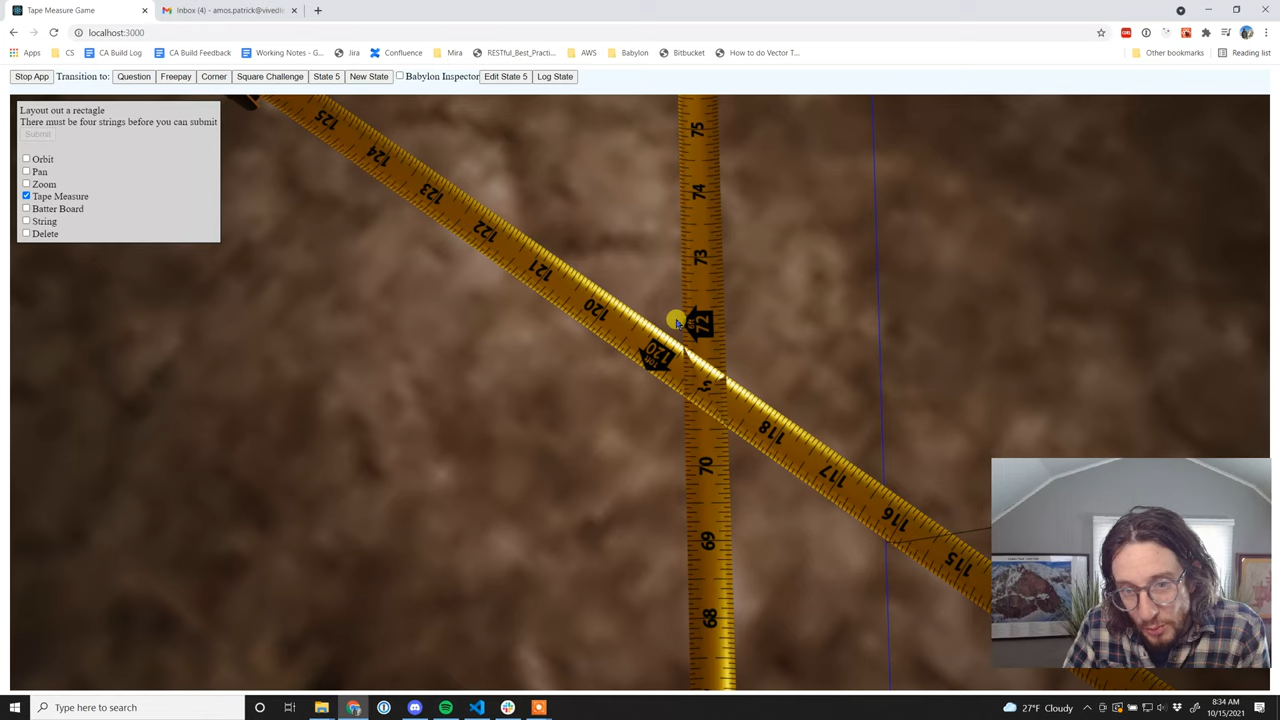 Tape Measure Game
Inbox (4) - amos.patrick@vivedl
localhost:3000
Apps CS CA Build Log CA Build Feedback Working Notes - G... Jira Confluence Mira RESTful_Best_Practi... AWS Babylon Bitbucket How to do Vector T... Other bookmarks Reading list
Stop App Transition to: Question Freepay Corner Square Challenge State 5 New State Babylon Inspector Edit State 5 Log State
Layout out a rectagle
There must be four strings before you can submit
Submit
Orbit
Pan
Zoom
Tape Measure
Batter Board
String
Delete
125
124
123
122
121
120
10ft 120
118
117
116
115
75
74
73
6ft 72
70
69
68
Type here to search
27°F Cloudy
8:34 AM
10/15/2021